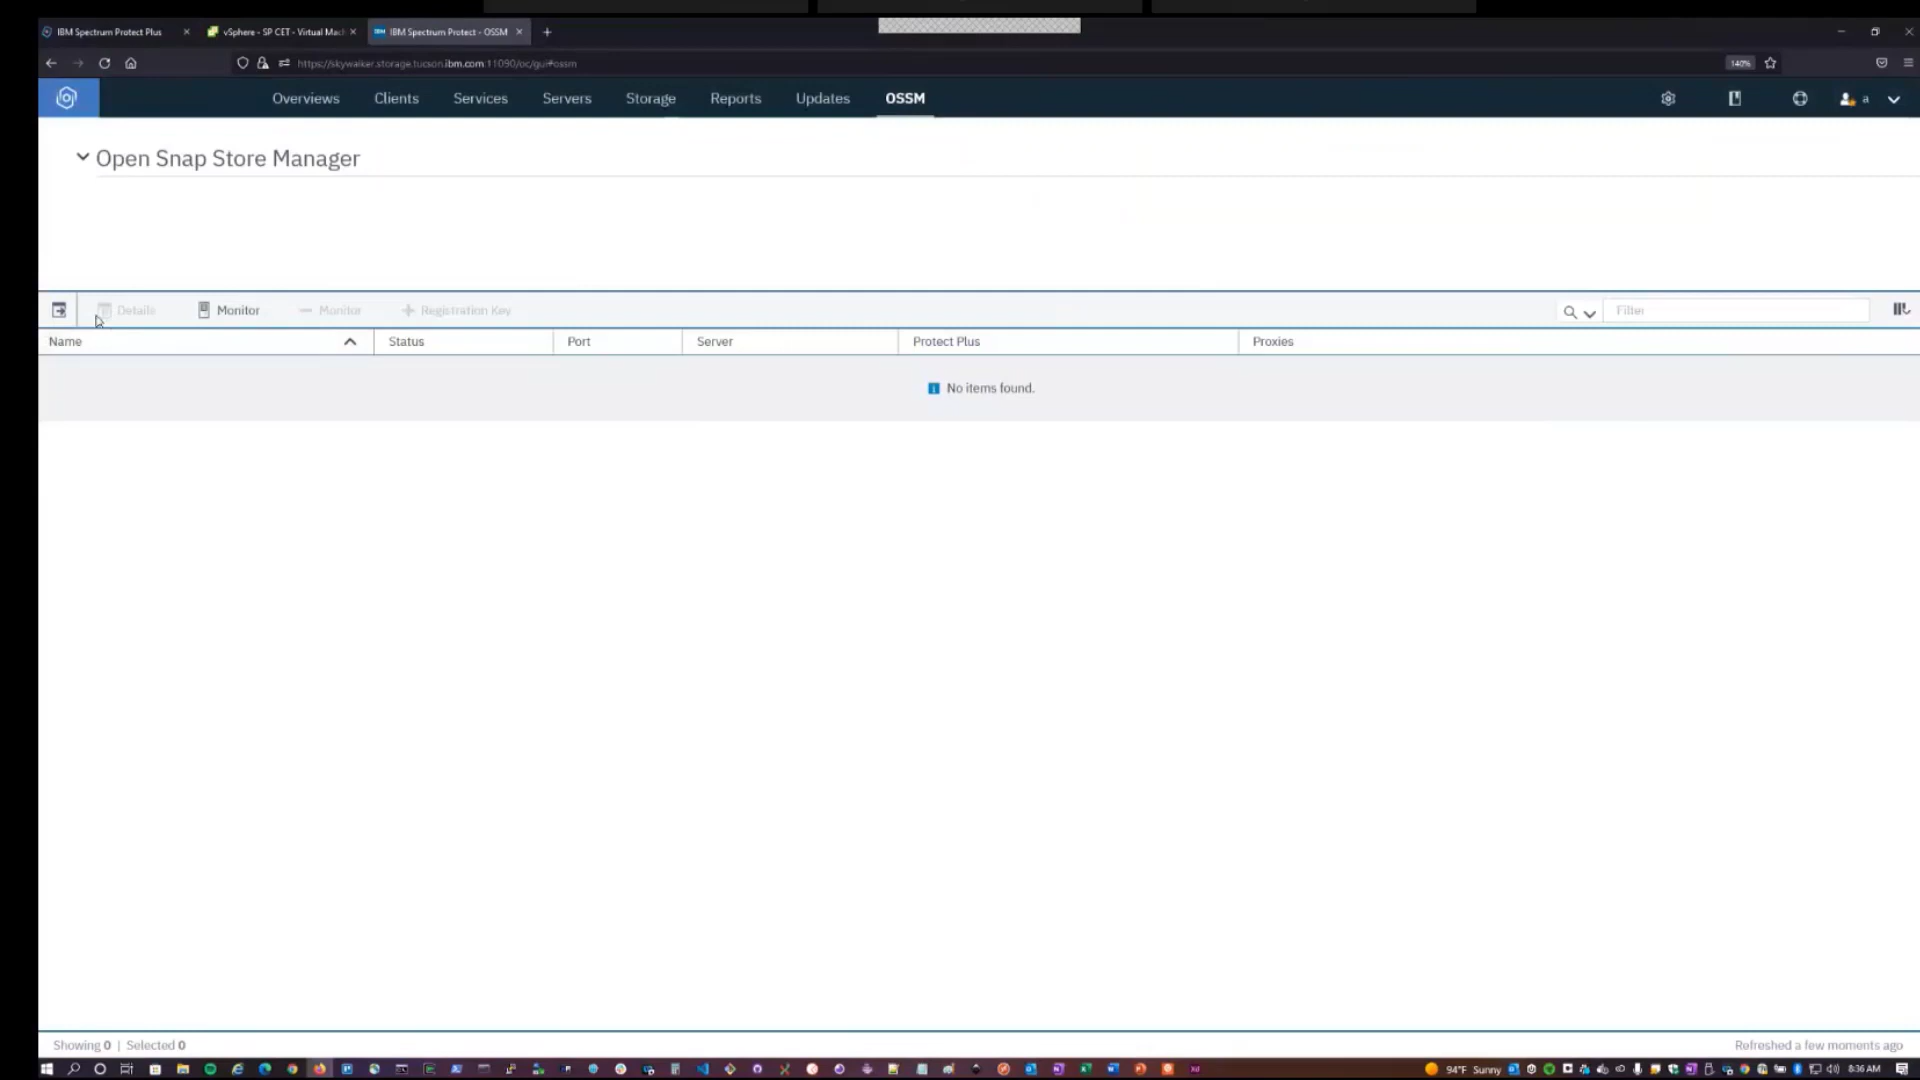 IBM Spectrum Protect Plus
vSphere - SP CET - Virtual Mach
IBM Spectrum Protect - OSSM
https://skywalker.storage.tucson.ibm.com:11090/oc/gui#ossm
140%
Overviews
Clients
Services
Servers
Storage
Reports
Updates
OSSM
a
Open Snap Store Manager
Details
Monitor
Monitor
Registration Key
Filter
Name
Status
Port
Server
Protect Plus
Proxies
No items found.
Showing 0 | Selected 0
Refreshed a few moments ago
94°F Sunny
8:36 AM